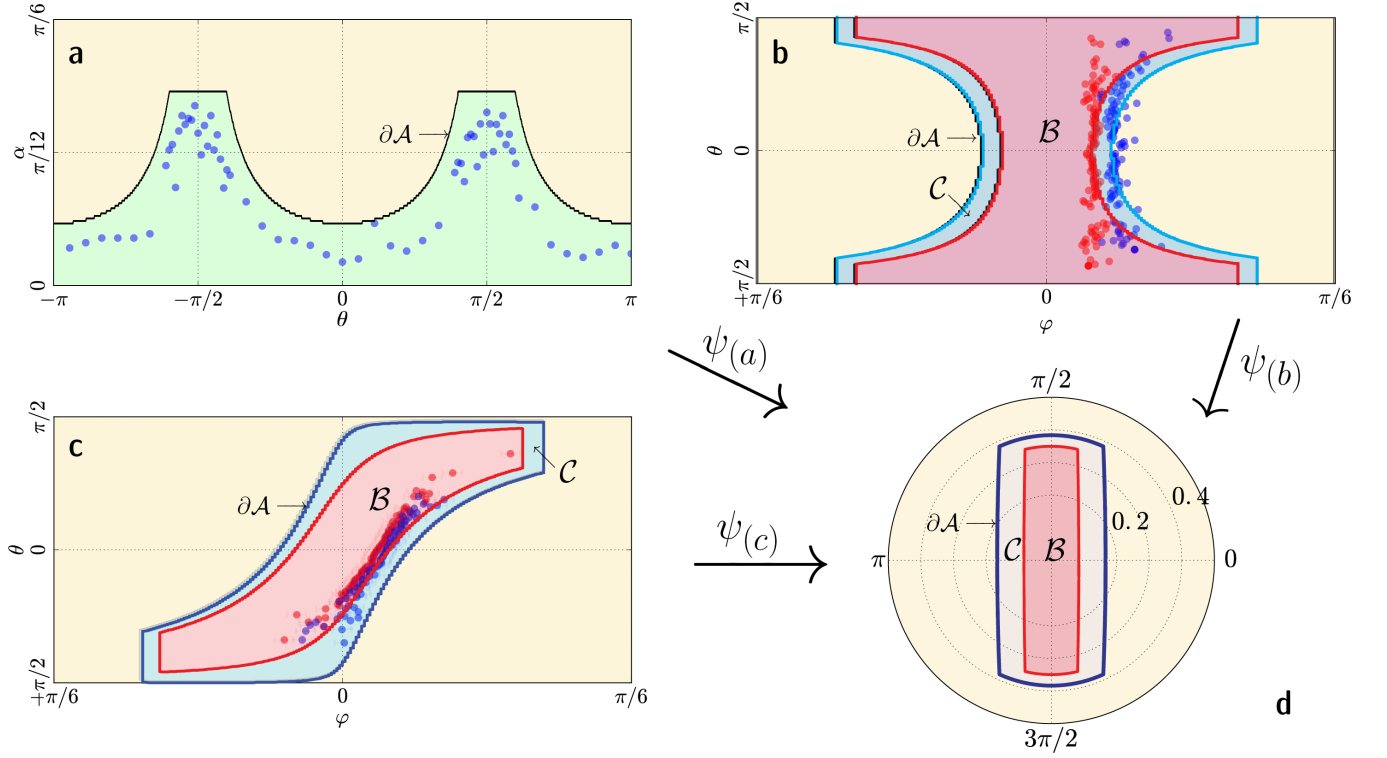 a
π/6
α
π/12
0
∂𝒜
−π
−π/2
0
π/2
π
θ
b
π/2
θ
0
+π/2
∂𝒜
ℬ
𝒞
+π/6
0
π/6
φ
ψ(a)
ψ(b)
c
π/2
θ
0
+π/2
∂𝒜
ℬ
𝒞
+π/6
0
π/6
φ
ψ(c)
π/2
0.4
0.2
∂𝒜
𝒞
ℬ
π
0
3π/2
d